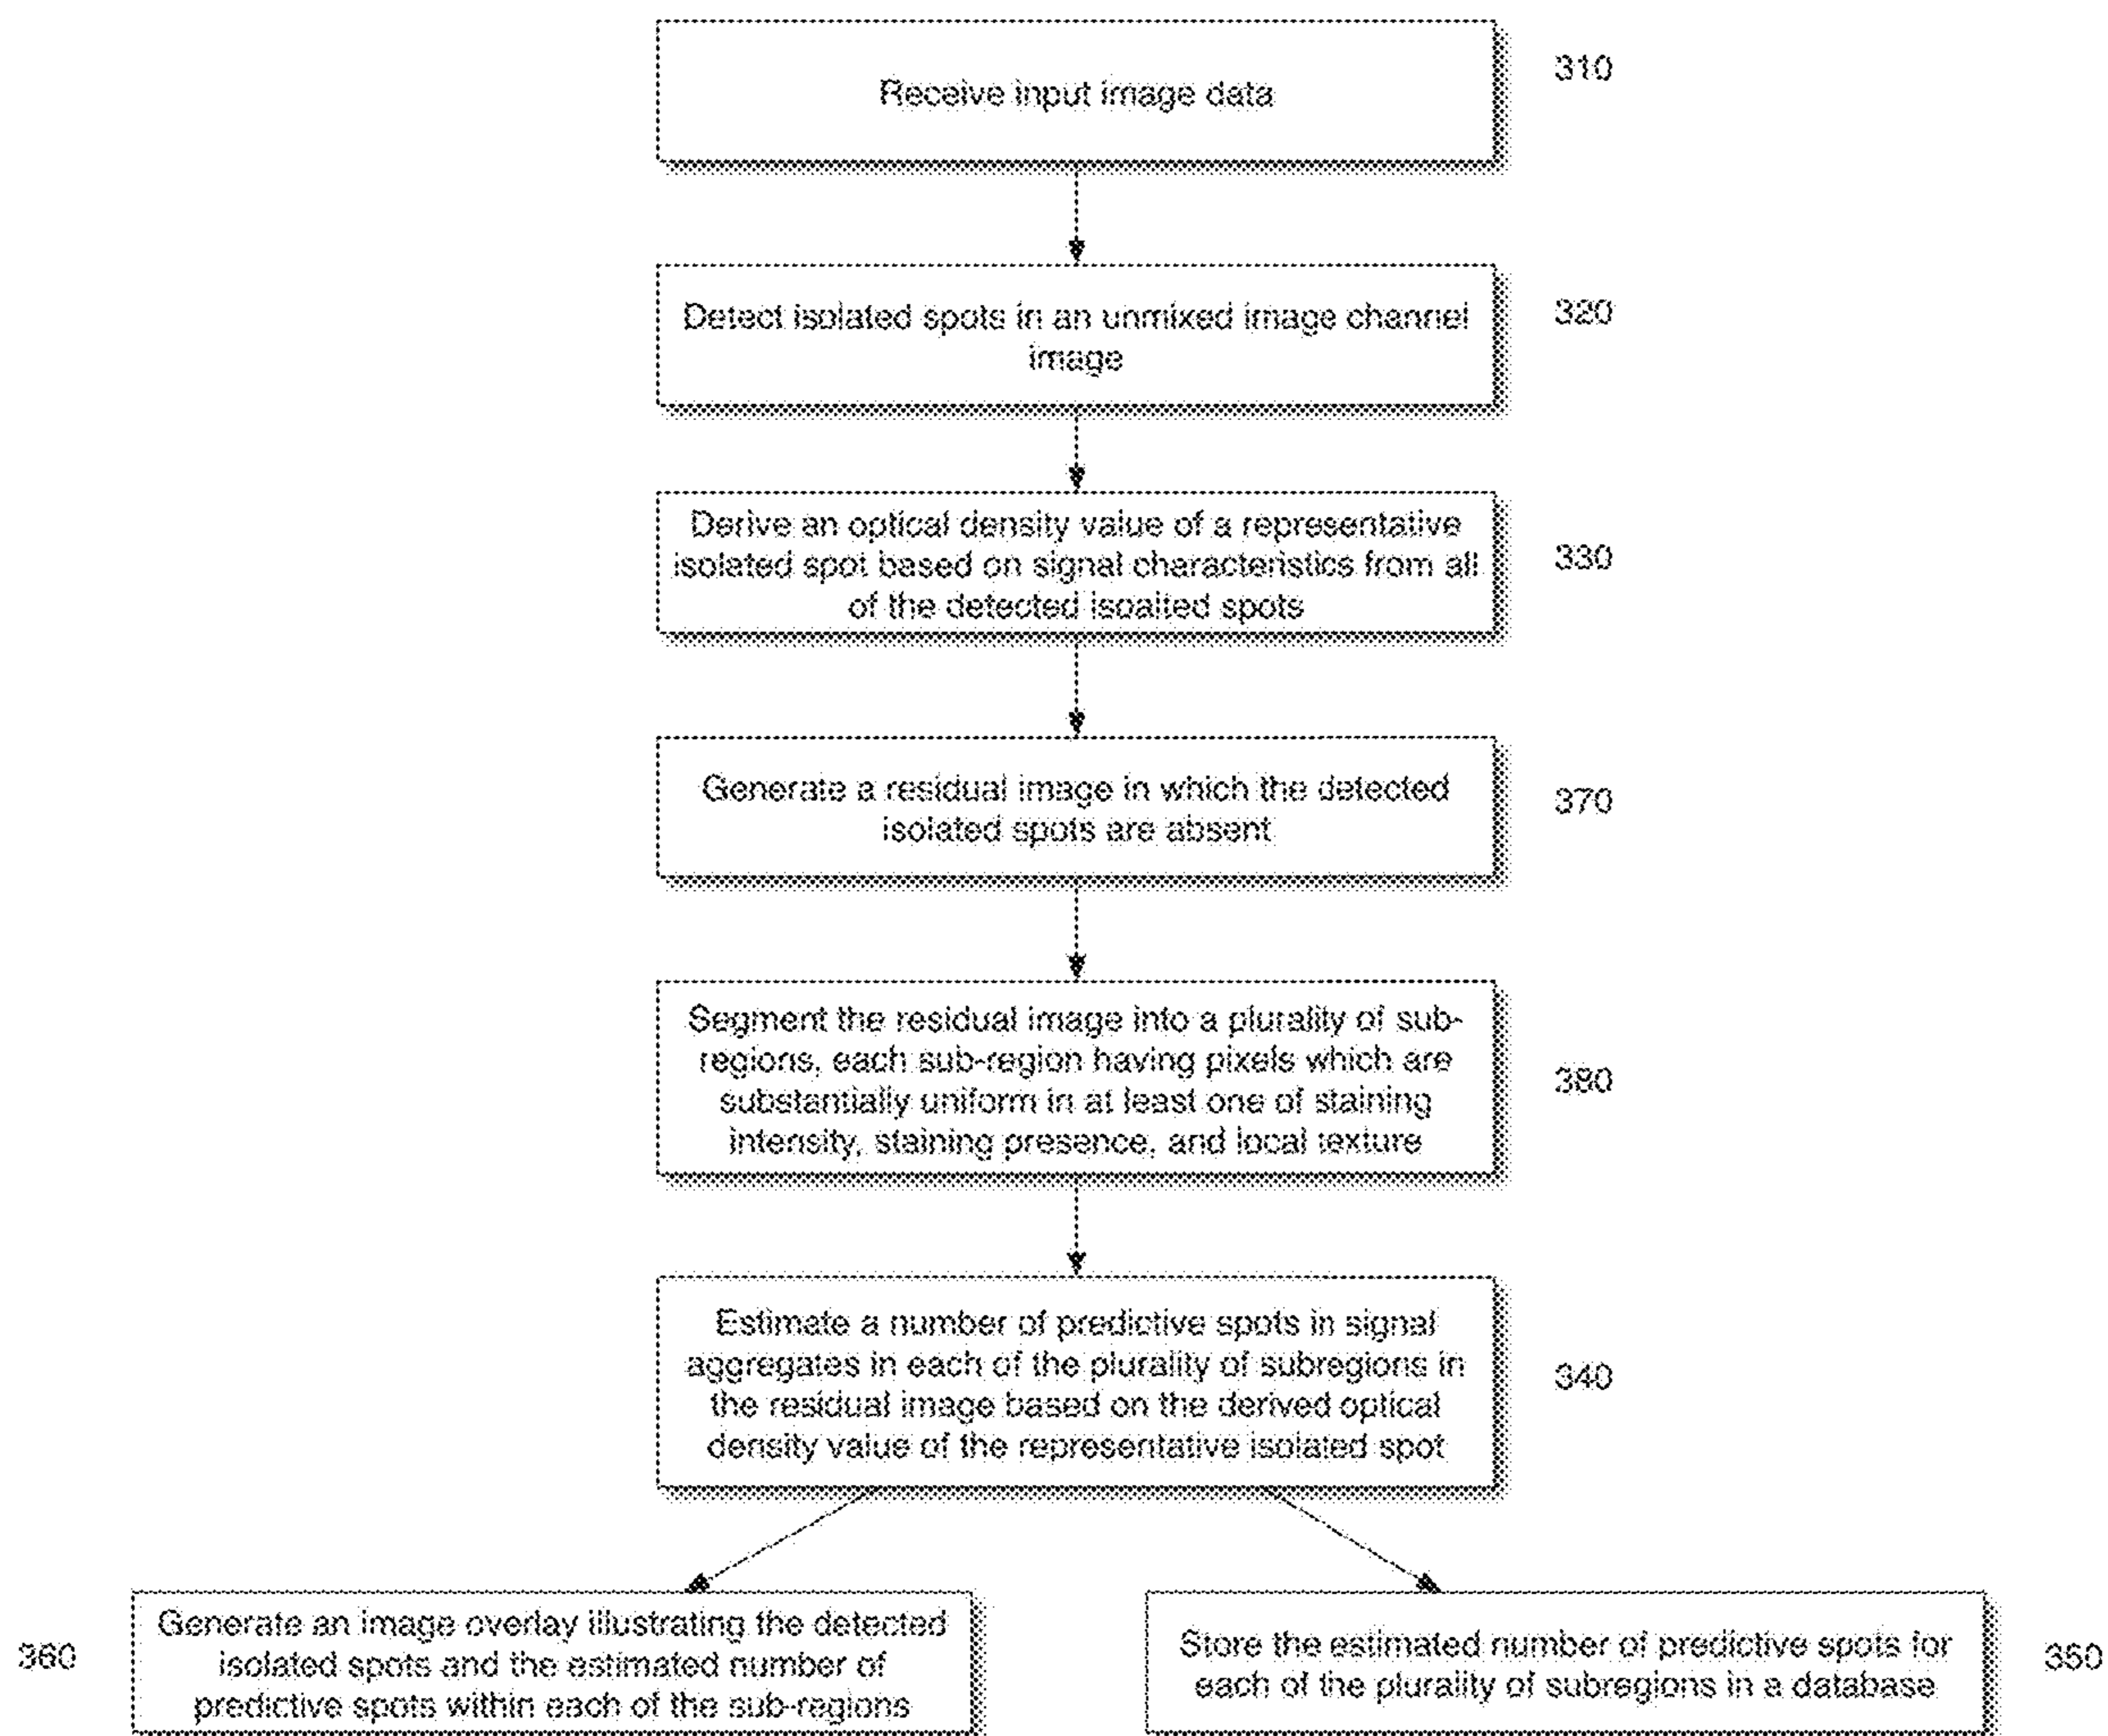 Receive input image data
310
Detect isolated spots in an unmixed image channel
image
320
Derive an optical density value of a representative
isolated spot based on signal characteristics from all
of the detected isoalted spots
330
Generate a residual image in which the detected
isolated spots are absent
370
Segment the residual image into a plurality of sub-
regions, each sub-region having pixels which are
substantially uniform in at least one of staining
intensity, staining presence, and local texture
380
Estimate a number of predictive spots in signal
aggregates in each of the plurality of subregions in
the residual image based on the derived optical
density value of the representative isolated spot
340
360
Generate an image overlay illustrating the detected
isolated spots and the estimated number of
predictive spots within each of the sub-regions
Store the estimated number of predictive spots for
each of the plurality of subregions in a database
350